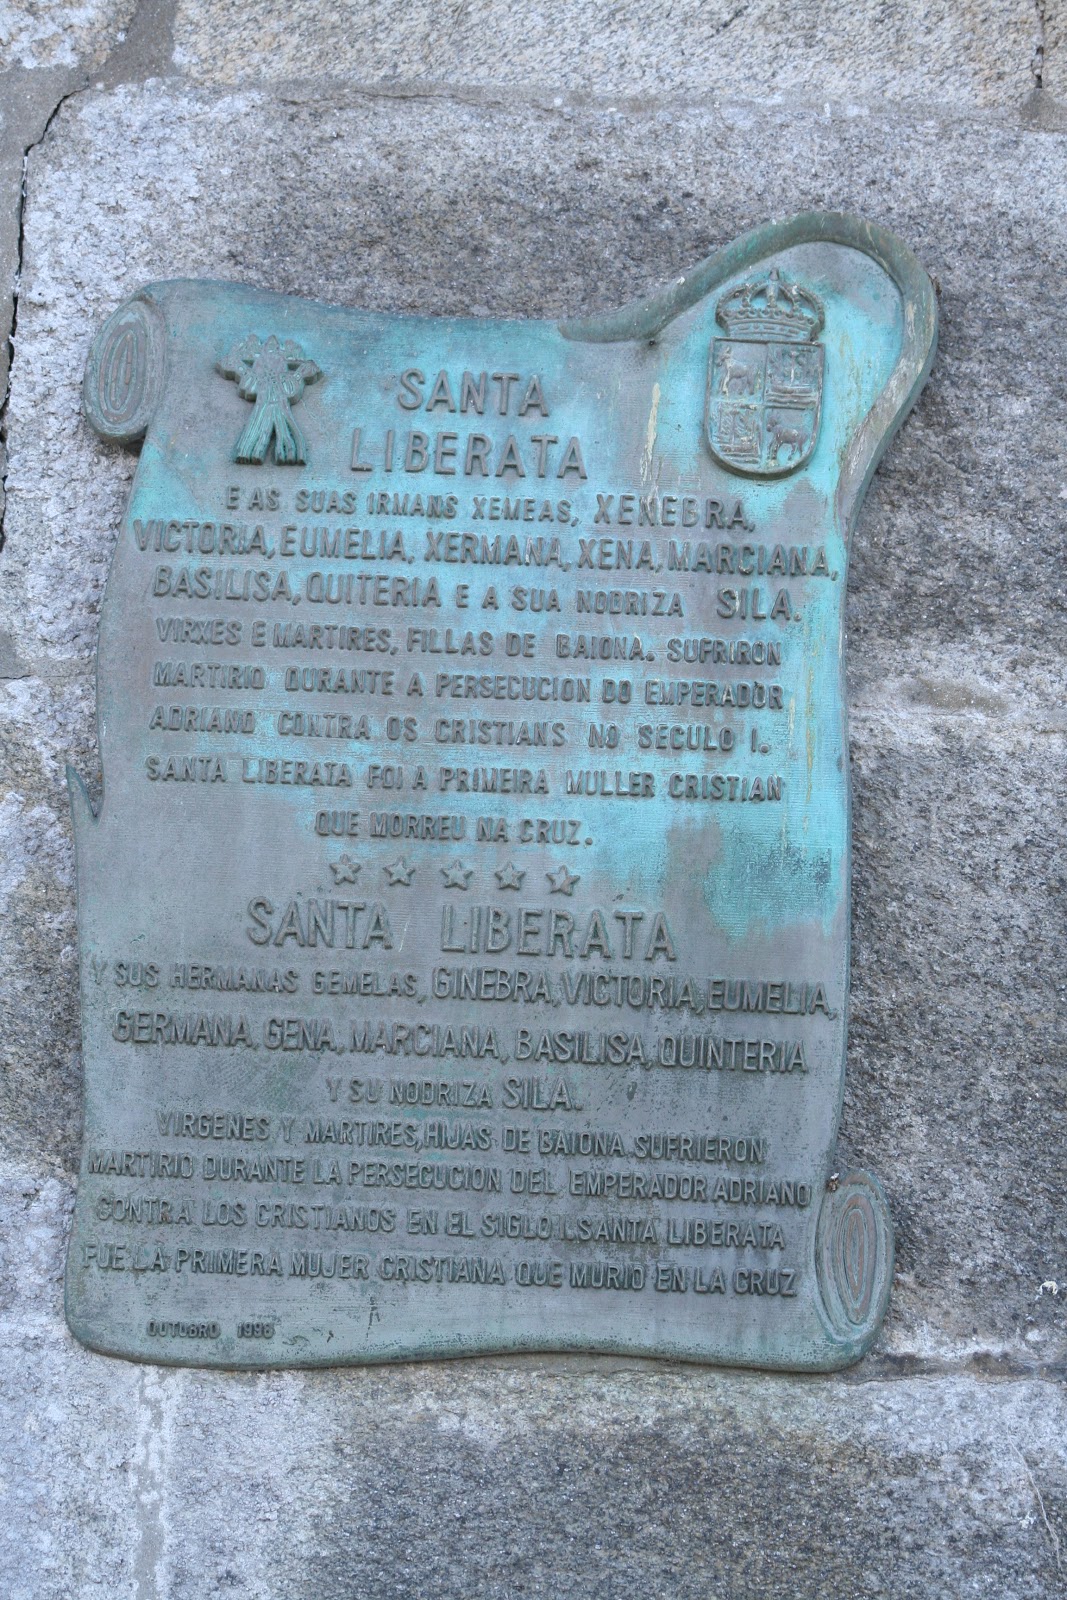 SANTA
LIBERATA
E AS SUAS IRMANS XEMEAS, XENEBRA,
VICTORIA, EUMELIA, XERMANA, XENA, MARCIANA,
BASILISA, QUITERIA E A SUA NODRIZA SILA.
VIRXES E MARTIRES, FILLAS DE BAIONA. SUFRIRON
MARTIRIO DURANTE A PERSECUCION DO EMPERADOR
ADRIANO CONTRA OS CRISTIANS NO SECULO I.
SANTA LIBERATA FOI A PRIMEIRA MULLER CRISTIAN
QUE MORREU NA CRUZ.
SANTA LIBERATA
Y SUS HERMANAS GEMELAS, GINEBRA, VICTORIA, EUMELIA,
GERMANA, GENA, MARCIANA, BASILISA, QUINTERIA
Y SU NODRIZA SILA.
VIRGENES Y MARTIRES, HIJAS DE BAIONA. SUFRIERON
MARTIRIO DURANTE LA PERSECUCION DEL EMPERADOR ADRIANO
CONTRA LOS CRISTIANOS EN EL SIGLO I. SANTA LIBERATA
FUE LA PRIMERA MUJER CRISTIANA QUE MURIO EN LA CRUZ
OUTUBRO 1998